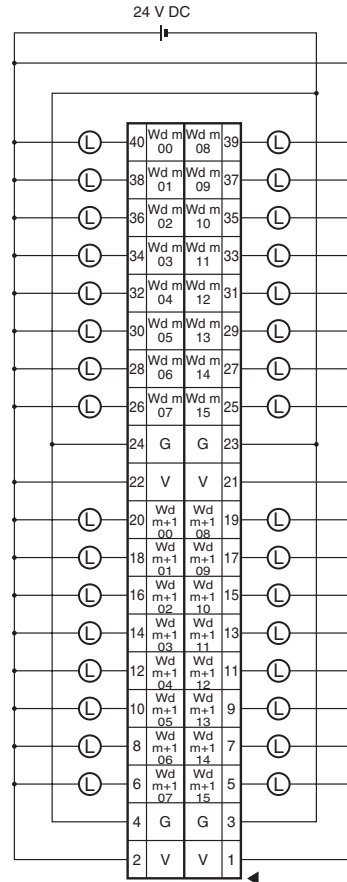 24 V DC
L 40 Wd m 00 Wd m 08 39 L
L 38 Wd m 01 Wd m 09 37 L
L 36 Wd m 02 Wd m 10 35 L
L 34 Wd m 03 Wd m 11 33 L
L 32 Wd m 04 Wd m 12 31 L
L 30 Wd m 05 Wd m 13 29 L
L 28 Wd m 06 Wd m 14 27 L
L 26 Wd m 07 Wd m 15 25 L
24 G G 23
22 V V 21
L 20 Wd m+1 00 Wd m+1 08 19 L
L 18 Wd m+1 01 Wd m+1 09 17 L
L 16 Wd m+1 02 Wd m+1 10 15 L
L 14 Wd m+1 03 Wd m+1 11 13 L
L 12 Wd m+1 04 Wd m+1 12 11 L
L 10 Wd m+1 05 Wd m+1 13 9 L
L 8 Wd m+1 06 Wd m+1 14 7 L
L 6 Wd m+1 07 Wd m+1 15 5 L
4 G G 3
2 V V 1